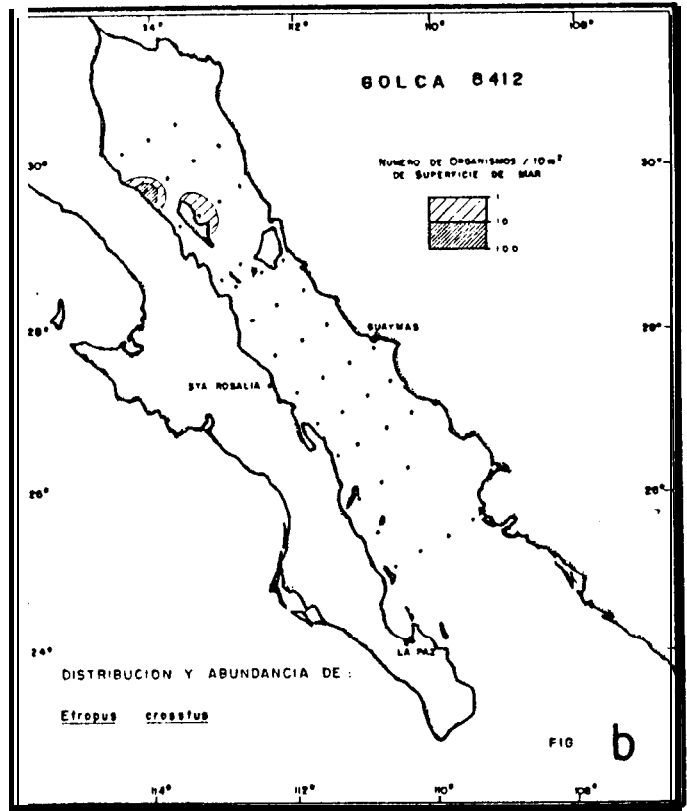 114° 112° 110° 108°
GOLCA 8412
NUMERO DE ORGANISMOS / 10 m²
DE SUPERFICIE DE MAR
1
10
100
30° 30°
28° 28°
GUAYMAS
STA ROSALIA
26° 26°
24°
LA PAZ
DISTRIBUCION Y ABUNDANCIA DE :
Etropus crosstus
FIG b
114° 112° 110° 108°